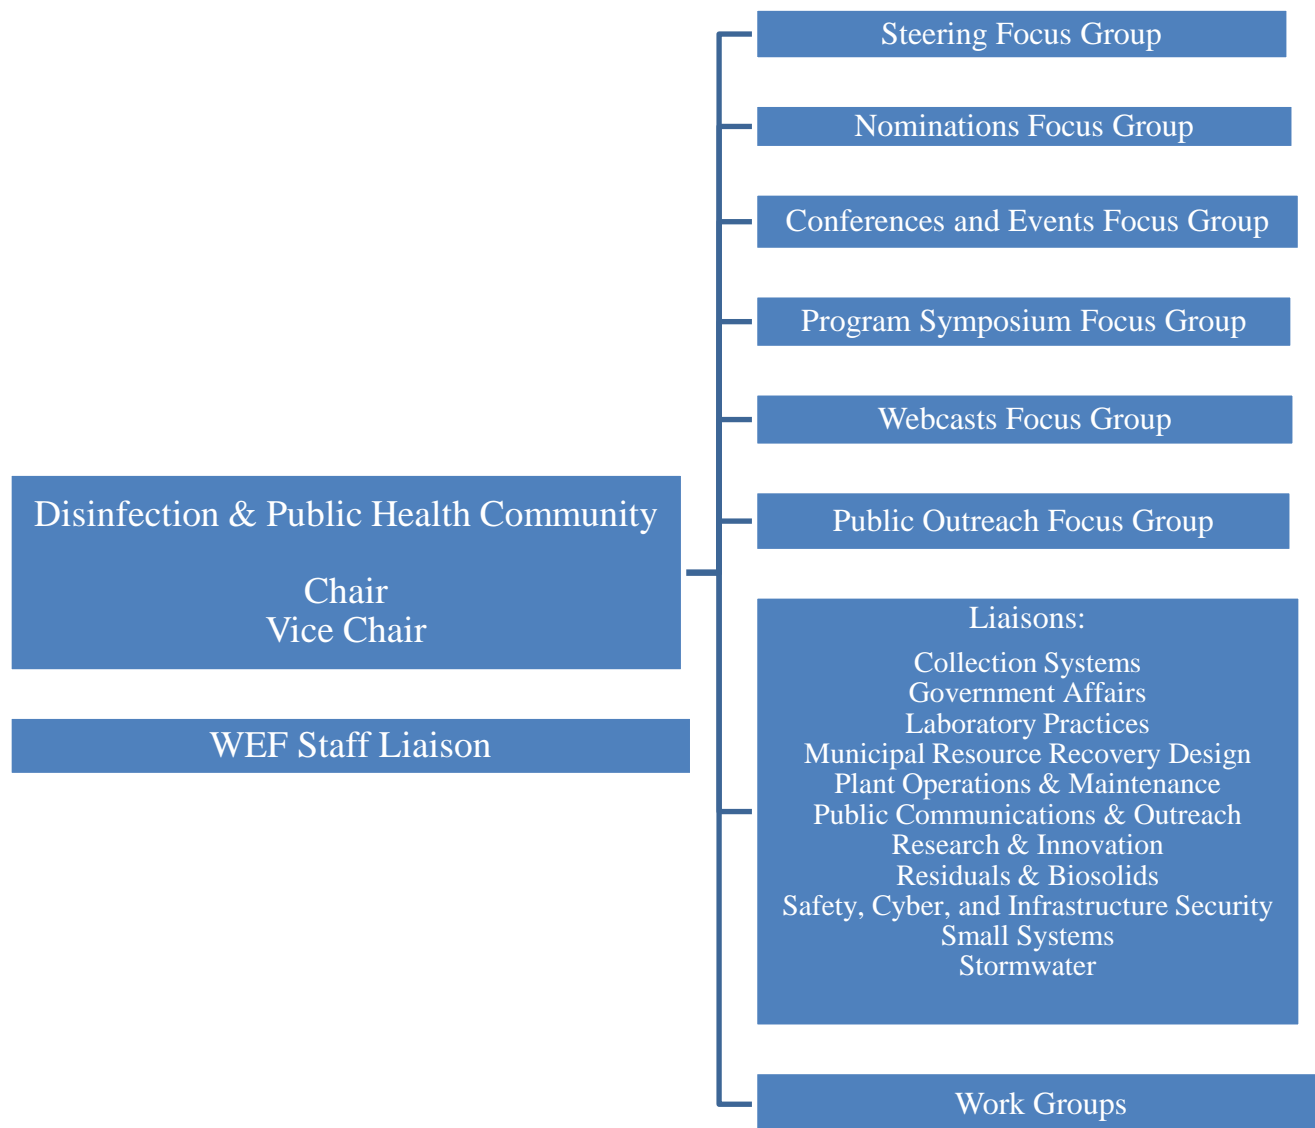 Disinfection & Public Health Community
Chair
Vice Chair
WEF Staff Liaison
Steering Focus Group
Nominations Focus Group
Conferences and Events Focus Group
Program Symposium Focus Group
Webcasts Focus Group
Public Outreach Focus Group
Liaisons:
Collection Systems
Government Affairs
Laboratory Practices
Municipal Resource Recovery Design
Plant Operations & Maintenance
Public Communications & Outreach
Research & Innovation
Residuals & Biosolids
Safety, Cyber, and Infrastructure Security
Small Systems
Stormwater
Work Groups